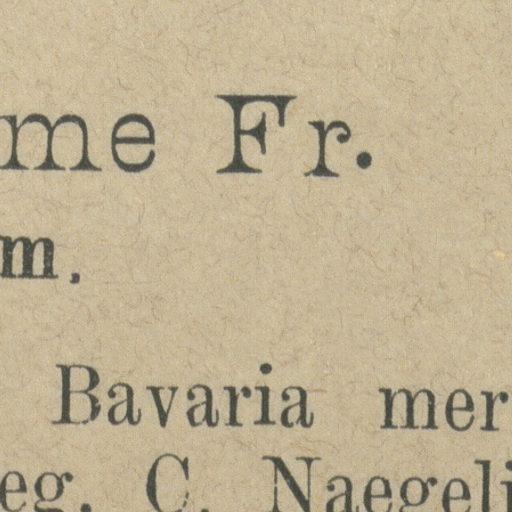 me Fr.
m.
Bavaria mer
eg. C. Naegeli